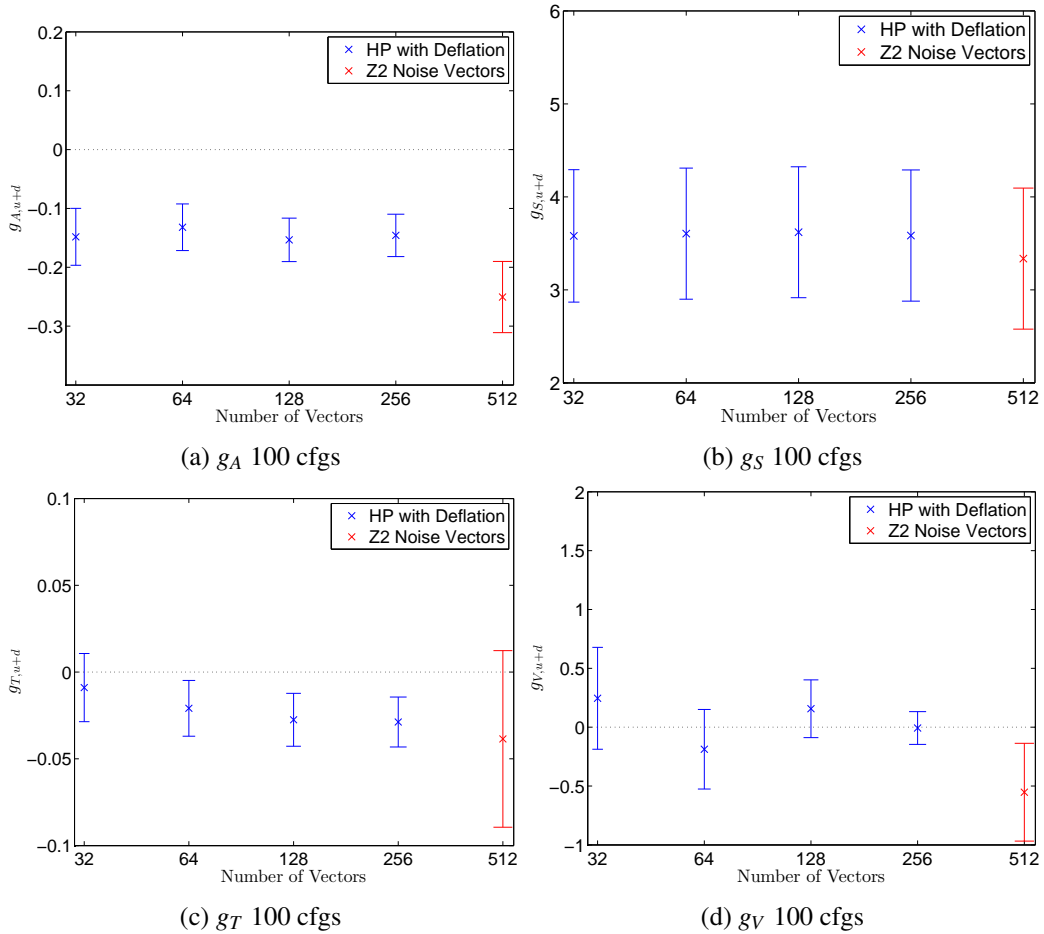 0.2
0.1
0
−0.1
−0.2
−0.3
g_{A,u+d}
HP with Deflation
Z2 Noise Vectors
32 64 128 256 512
Number of Vectors
(a) g_A 100 cfgs
6
5
4
3
2
g_{S,u+d}
HP with Deflation
Z2 Noise Vectors
32 64 128 256 512
Number of Vectors
(b) g_S 100 cfgs
0.1
0.05
0
−0.05
−0.1
g_{T,u+d}
HP with Deflation
Z2 Noise Vectors
32 64 128 256 512
Number of Vectors
(c) g_T 100 cfgs
2
1.5
1
0.5
0
−0.5
−1
g_{V,u+d}
HP with Deflation
Z2 Noise Vectors
32 64 128 256 512
Number of Vectors
(d) g_V 100 cfgs